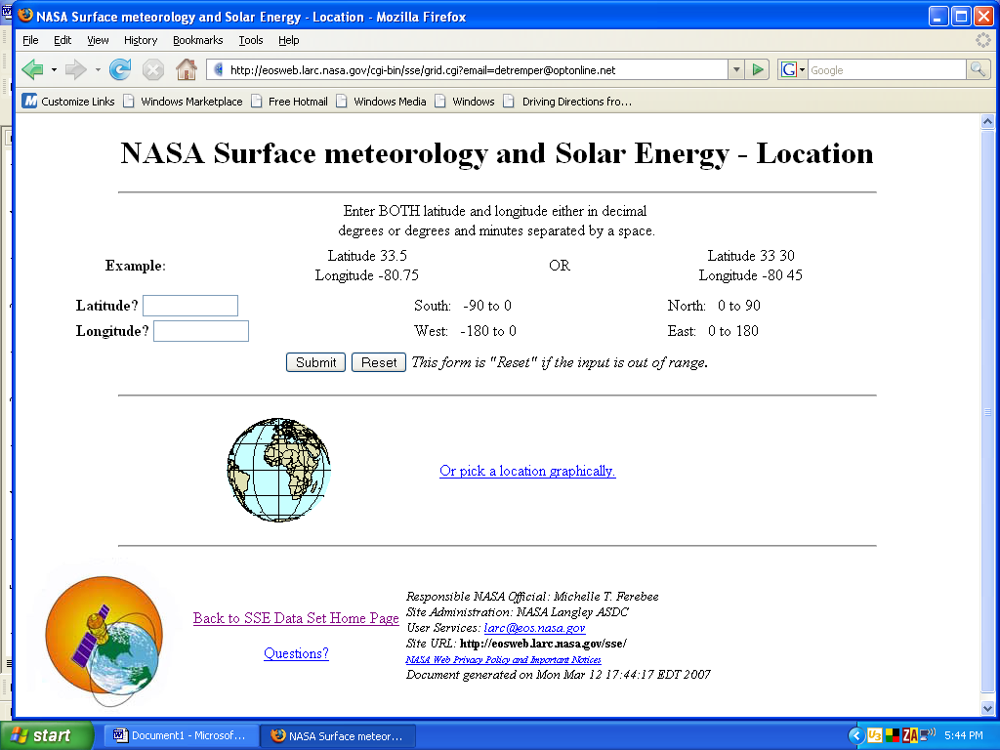 NASA Surface meteorology and Solar Energy - Location - Mozilla Firefox
File Edit View History Bookmarks Tools Help
http://eosweb.larc.nasa.gov/cgi-bin/sse/grid.cgi?email=detremper@optonline.net
G Google
M Customize Links Windows Marketplace Free Hotmail Windows Media Windows Driving Directions fro...
NASA Surface meteorology and Solar Energy - Location
Enter BOTH latitude and longitude either in decimal
degrees or degrees and minutes separated by a space.
Example: Latitude 33.5 OR Latitude 33 30
Longitude -80.75 Longitude -80 45
Latitude? South: -90 to 0 North: 0 to 90
Longitude? West: -180 to 0 East: 0 to 180
Submit Reset This form is "Reset" if the input is out of range.
Or pick a location graphically.
Back to SSE Data Set Home Page
Questions?
Responsible NASA Official: Michelle T. Ferebee
Site Administration: NASA Langley ASDC
User Services: larc@eos.nasa.gov
Site URL: http://eosweb.larc.nasa.gov/sse/
NASA Web Privacy Policy and Important Notices
Document generated on Mon Mar 12 17:44:17 EDT 2007
start Document1 - Microsof... NASA Surface meteor... U3 ZA 5:44 PM